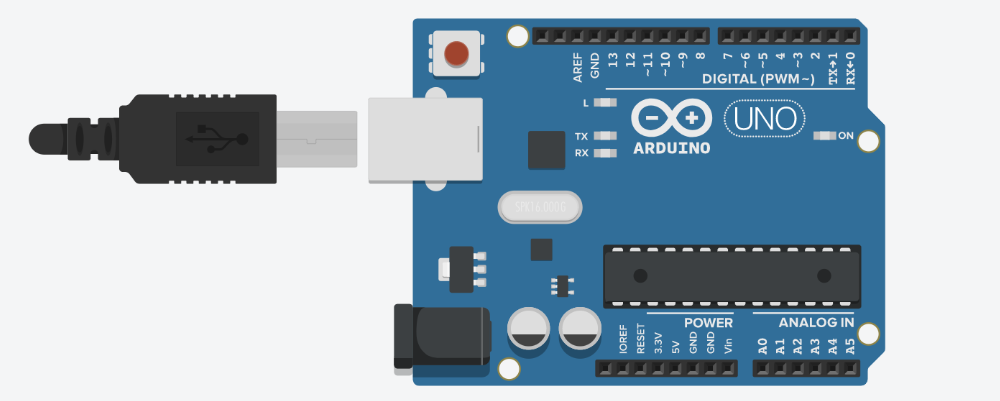 AREF
GND
13
12
~11
~10
~9
8
7
~6
~5
4
~3
2
TX→1
RX←0
DIGITAL (PWM~)
L
TX
RX
ARDUINO
UNO
ON
POWER
ANALOG IN
IOREF
RESET
3.3V
5V
GND
GND
Vin
A0
A1
A2
A3
A4
A5